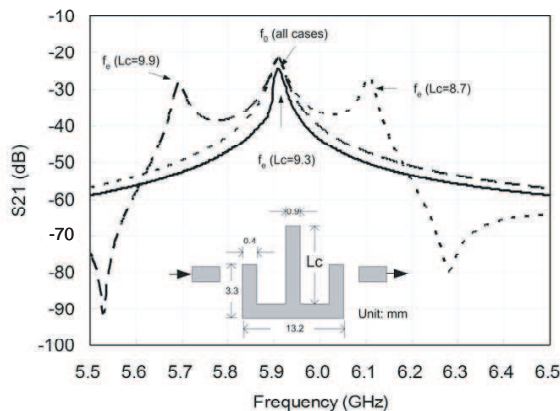 -10
-20
-30
-40
-50
-60
-70
-80
-90
-100
S21 (dB)
f₀ (all cases)
fₑ (Lc=9.9)
fₑ (Lc=8.7)
fₑ (Lc=9.3)
0.9
0.4
Lc
3.3
Unit: mm
13.2
5.5 5.6 5.7 5.8 5.9 6.0 6.1 6.2 6.3 6.4 6.5
Frequency (GHz)